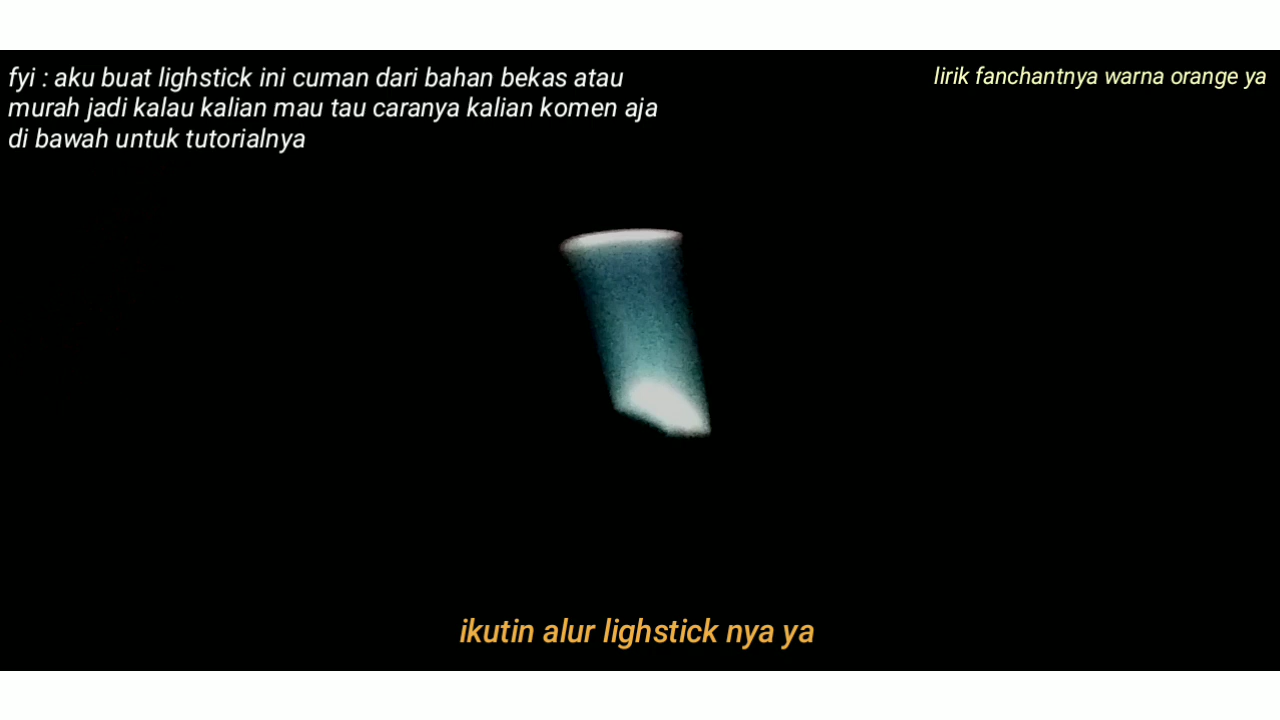 fyi : aku buat lighstick ini cuman dari bahan bekas atau
murah jadi kalau kalian mau tau caranya kalian komen aja
di bawah untuk tutorialnya
lirik fanchantnya warna orange ya
ikutin alur lighstick nya ya